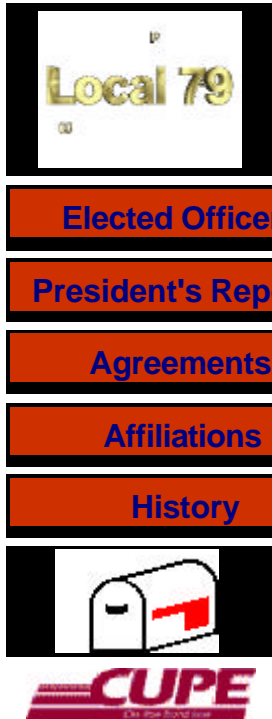 Local 79
Elected Office
President's Rep
Agreements
Affiliations
History
CUPE